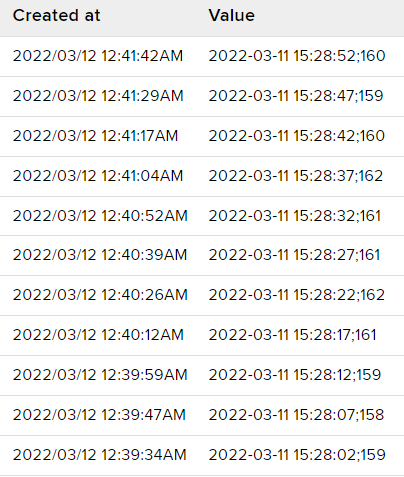 Created at Value
2022/03/12 12:41:42AM 2022-03-11 15:28:52;160
2022/03/12 12:41:29AM 2022-03-11 15:28:47;159
2022/03/12 12:41:17AM 2022-03-11 15:28:42;160
2022/03/12 12:41:04AM 2022-03-11 15:28:37;162
2022/03/12 12:40:52AM 2022-03-11 15:28:32;161
2022/03/12 12:40:39AM 2022-03-11 15:28:27;161
2022/03/12 12:40:26AM 2022-03-11 15:28:22;162
2022/03/12 12:40:12AM 2022-03-11 15:28:17;161
2022/03/12 12:39:59AM 2022-03-11 15:28:12;159
2022/03/12 12:39:47AM 2022-03-11 15:28:07;158
2022/03/12 12:39:34AM 2022-03-11 15:28:02;159